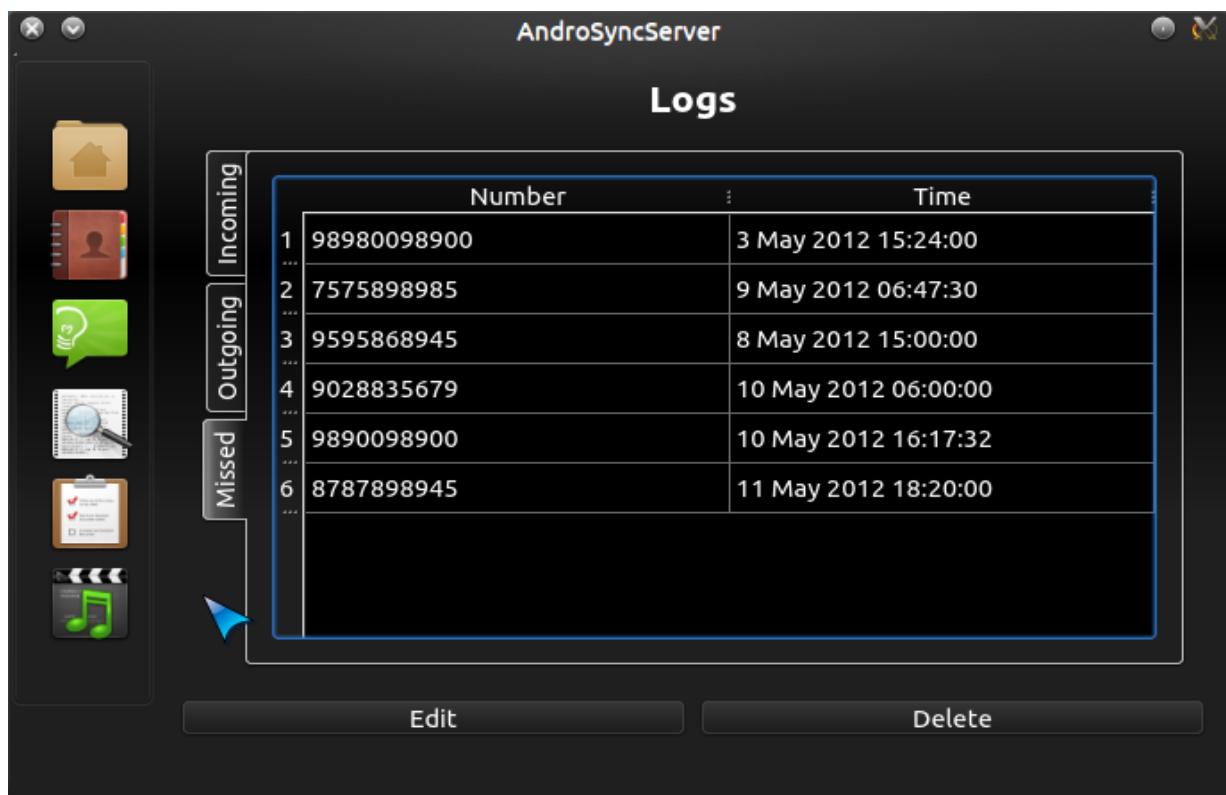 AndroSyncServer
Logs
Incoming
Outgoing
Missed
Number Time
1 98980098900 3 May 2012 15:24:00
2 7575898985 9 May 2012 06:47:30
3 9595868945 8 May 2012 15:00:00
4 9028835679 10 May 2012 06:00:00
5 9890098900 10 May 2012 16:17:32
6 8787898945 11 May 2012 18:20:00
Edit Delete